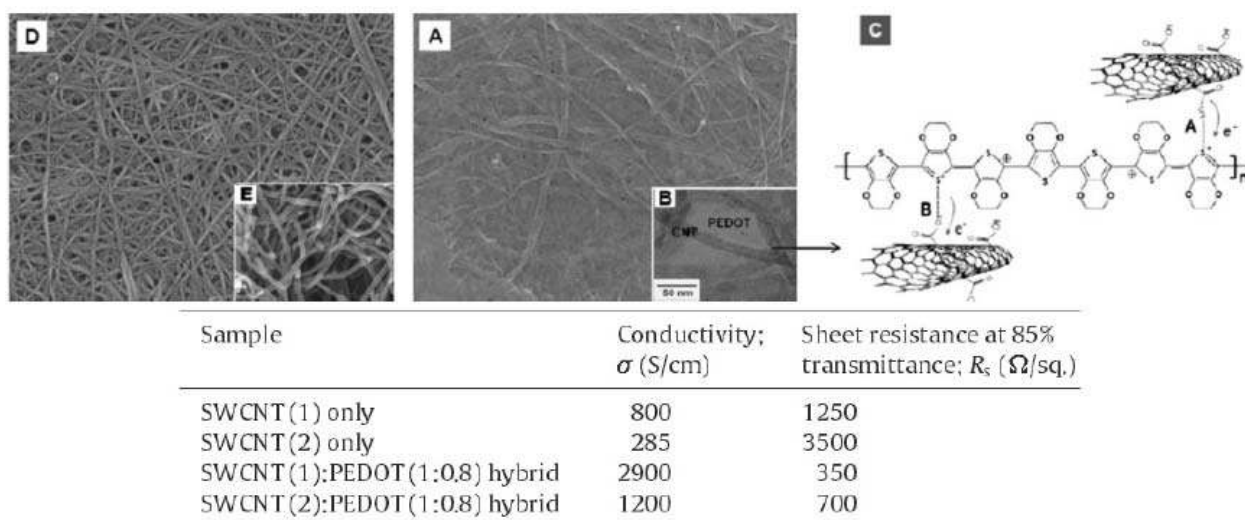 D
E
A
B
PEDOT
CNT
50 nm
C
A
e⁻
B
e⁻
Sample Conductivity; Sheet resistance at 85%
σ (S/cm) transmittance; Rs (Ω/sq.)
SWCNT(1) only 800 1250
SWCNT(2) only 285 3500
SWCNT(1):PEDOT(1:0.8) hybrid 2900 350
SWCNT(2):PEDOT(1:0.8) hybrid 1200 700